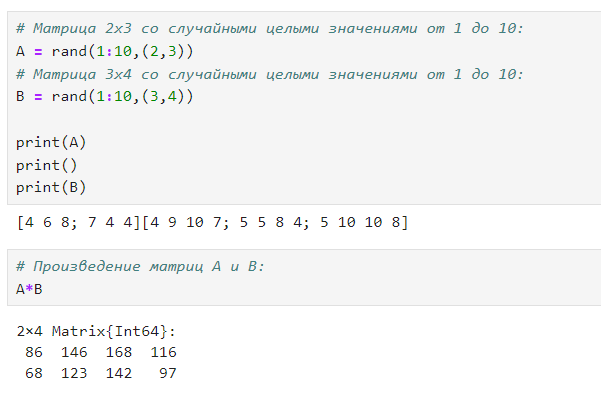 # Матрица 2x3 со случайными целыми значениями от 1 до 10:
A = rand(1:10,(2,3))
# Матрица 3x4 со случайными целыми значениями от 1 до 10:
B = rand(1:10,(3,4))
print(A)
print()
print(B)
[4 6 8; 7 4 4][4 9 10 7; 5 5 8 4; 5 10 10 8]
# Произведение матриц A и B:
A*B
2×4 Matrix{Int64}:
86 146 168 116
68 123 142 97